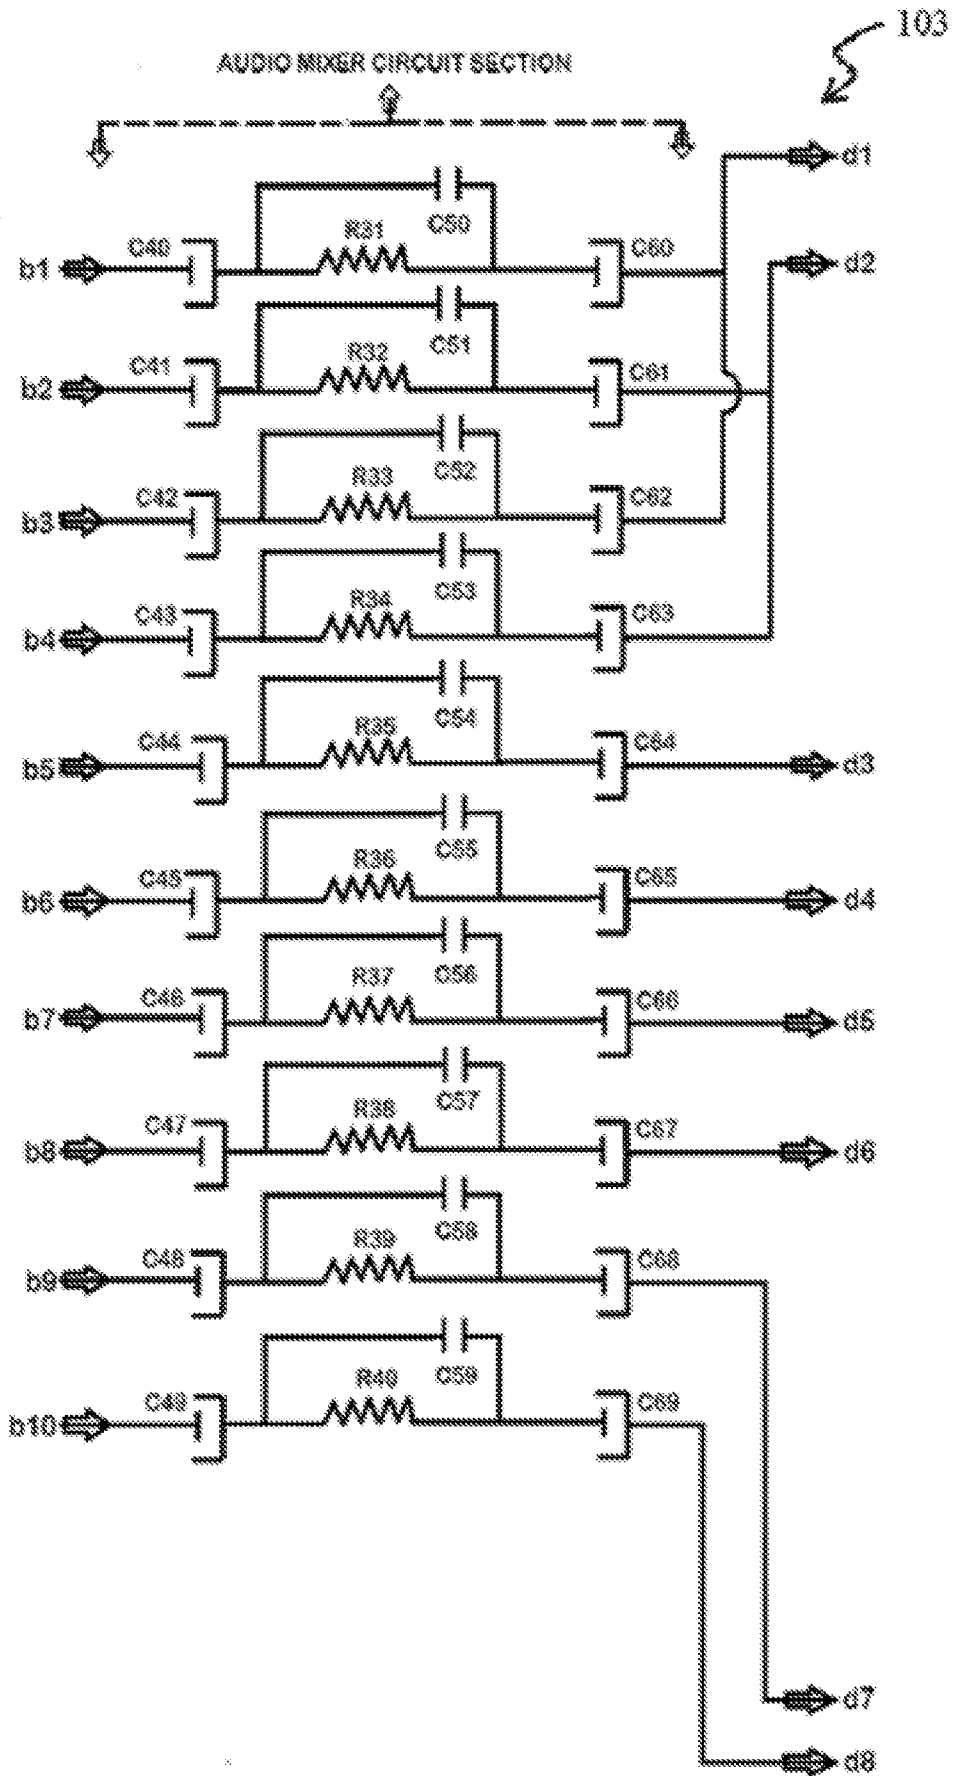 103
AUDIO MIXER CIRCUIT SECTION
d1
C50
R31
C40
C60
b1
d2
C51
R32
C41
C61
b2
C52
R33
C42
C62
b3
C53
R34
C43
C63
b4
C54
R35
C44
C64
b5
d3
C55
R36
C45
C65
b6
d4
C56
R37
C46
C66
b7
d5
C57
R38
C47
C67
b8
d6
C58
R39
C48
C68
b9
C59
R40
C49
C69
b10
d7
d8